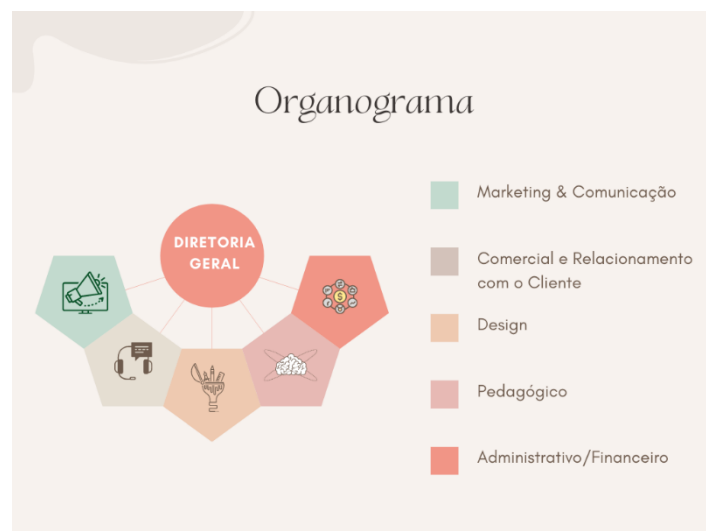 Organograma
DIRETORIA
GERAL
Marketing & Comunicação
Comercial e Relacionamento
com o Cliente
Design
Pedagógico
Administrativo/Financeiro